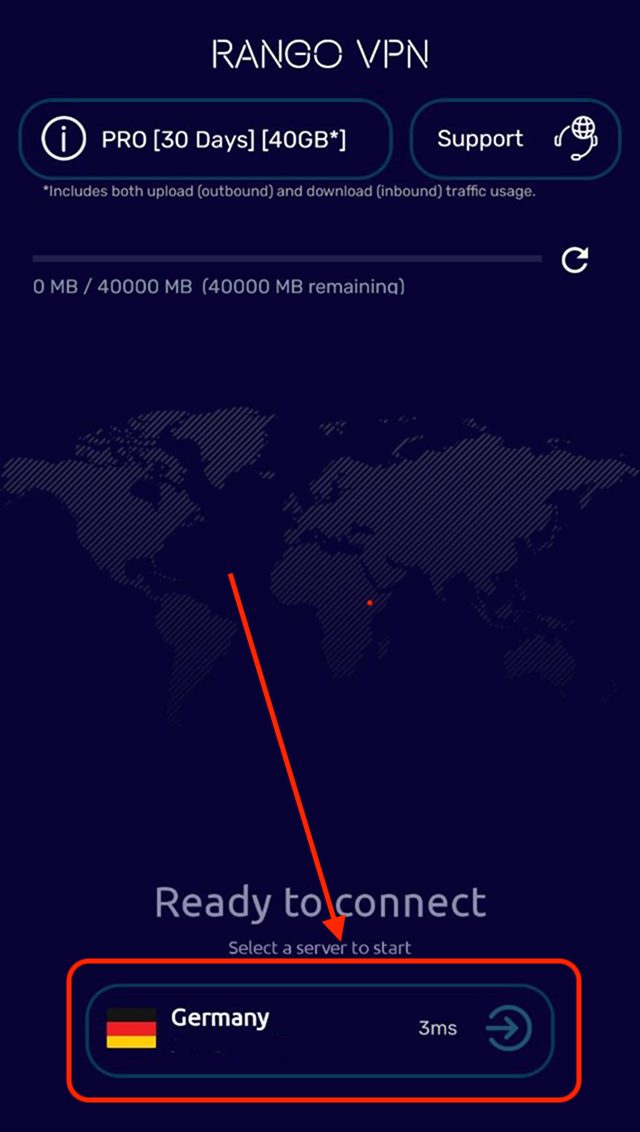 RANGO VPN
PRO [30 Days] [40GB*]
Support
*Includes both upload (outbound) and download (inbound) traffic usage.
0 MB / 40000 MB (40000 MB remaining)
Ready to connect
Select a server to start
Germany
3ms